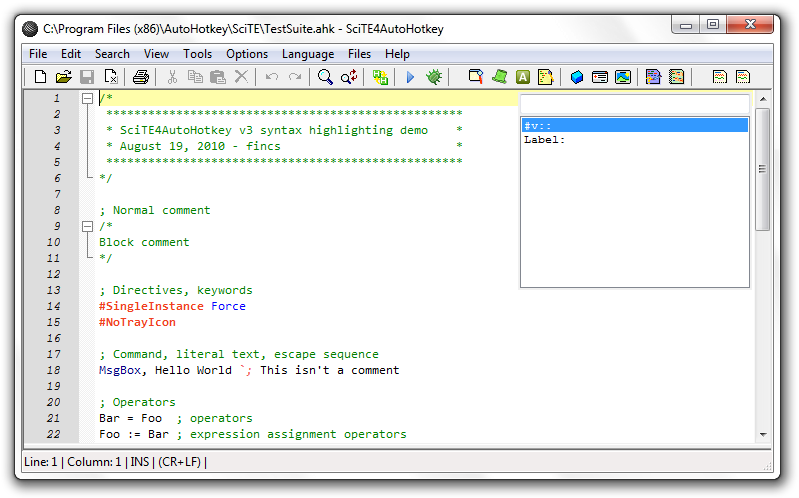 C:\Program Files (x86)\AutoHotkey\SciTE\TestSuite.ahk - SciTE4AutoHotkey
File Edit Search View Tools Options Language Files Help
1 /*
2 *************************************************
3 * SciTE4AutoHotkey v3 syntax highlighting demo *
4 * August 19, 2010 - fincs *
5 *************************************************
6 */
7
8 ; Normal comment
9 /*
10 Block comment
11 */
12
13 ; Directives, keywords
14 #SingleInstance Force
15 #NoTrayIcon
16
17 ; Command, literal text, escape sequence
18 MsgBox, Hello World `; This isn't a comment
19
20 ; Operators
21 Bar = Foo ; operators
22 Foo := Bar ; expression assignment operators
#v::
Label:
Line: 1 | Column: 1 | INS | (CR+LF) |